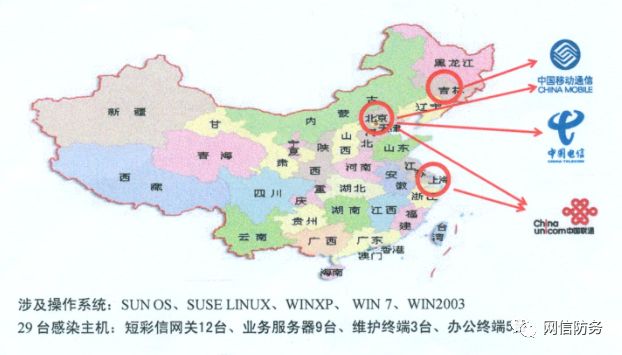 黑龙江
吉林
辽宁
新疆
甘
内
蒙
古
北京
天津
河
北
山
西
山东
宁
夏
青海
肃
陕
西
河南
江
上海
西
藏
四川
重
庆
湖北
安
徽
浙江
湖南
江西
贵州
福
建
云南
广西
广东
台
湾
香港
澳门
海南
中国移动通信
CHINA MOBILE
中国电信
CHINA TELECOM
China
unicom中国联通
涉及操作系统：SUN OS、SUSE LINUX、WINXP、 WIN 7、WIN2003
29 台感染主机：短彩信网关12台、业务服务器9台、维护终端3台、办公终端5
网信防务